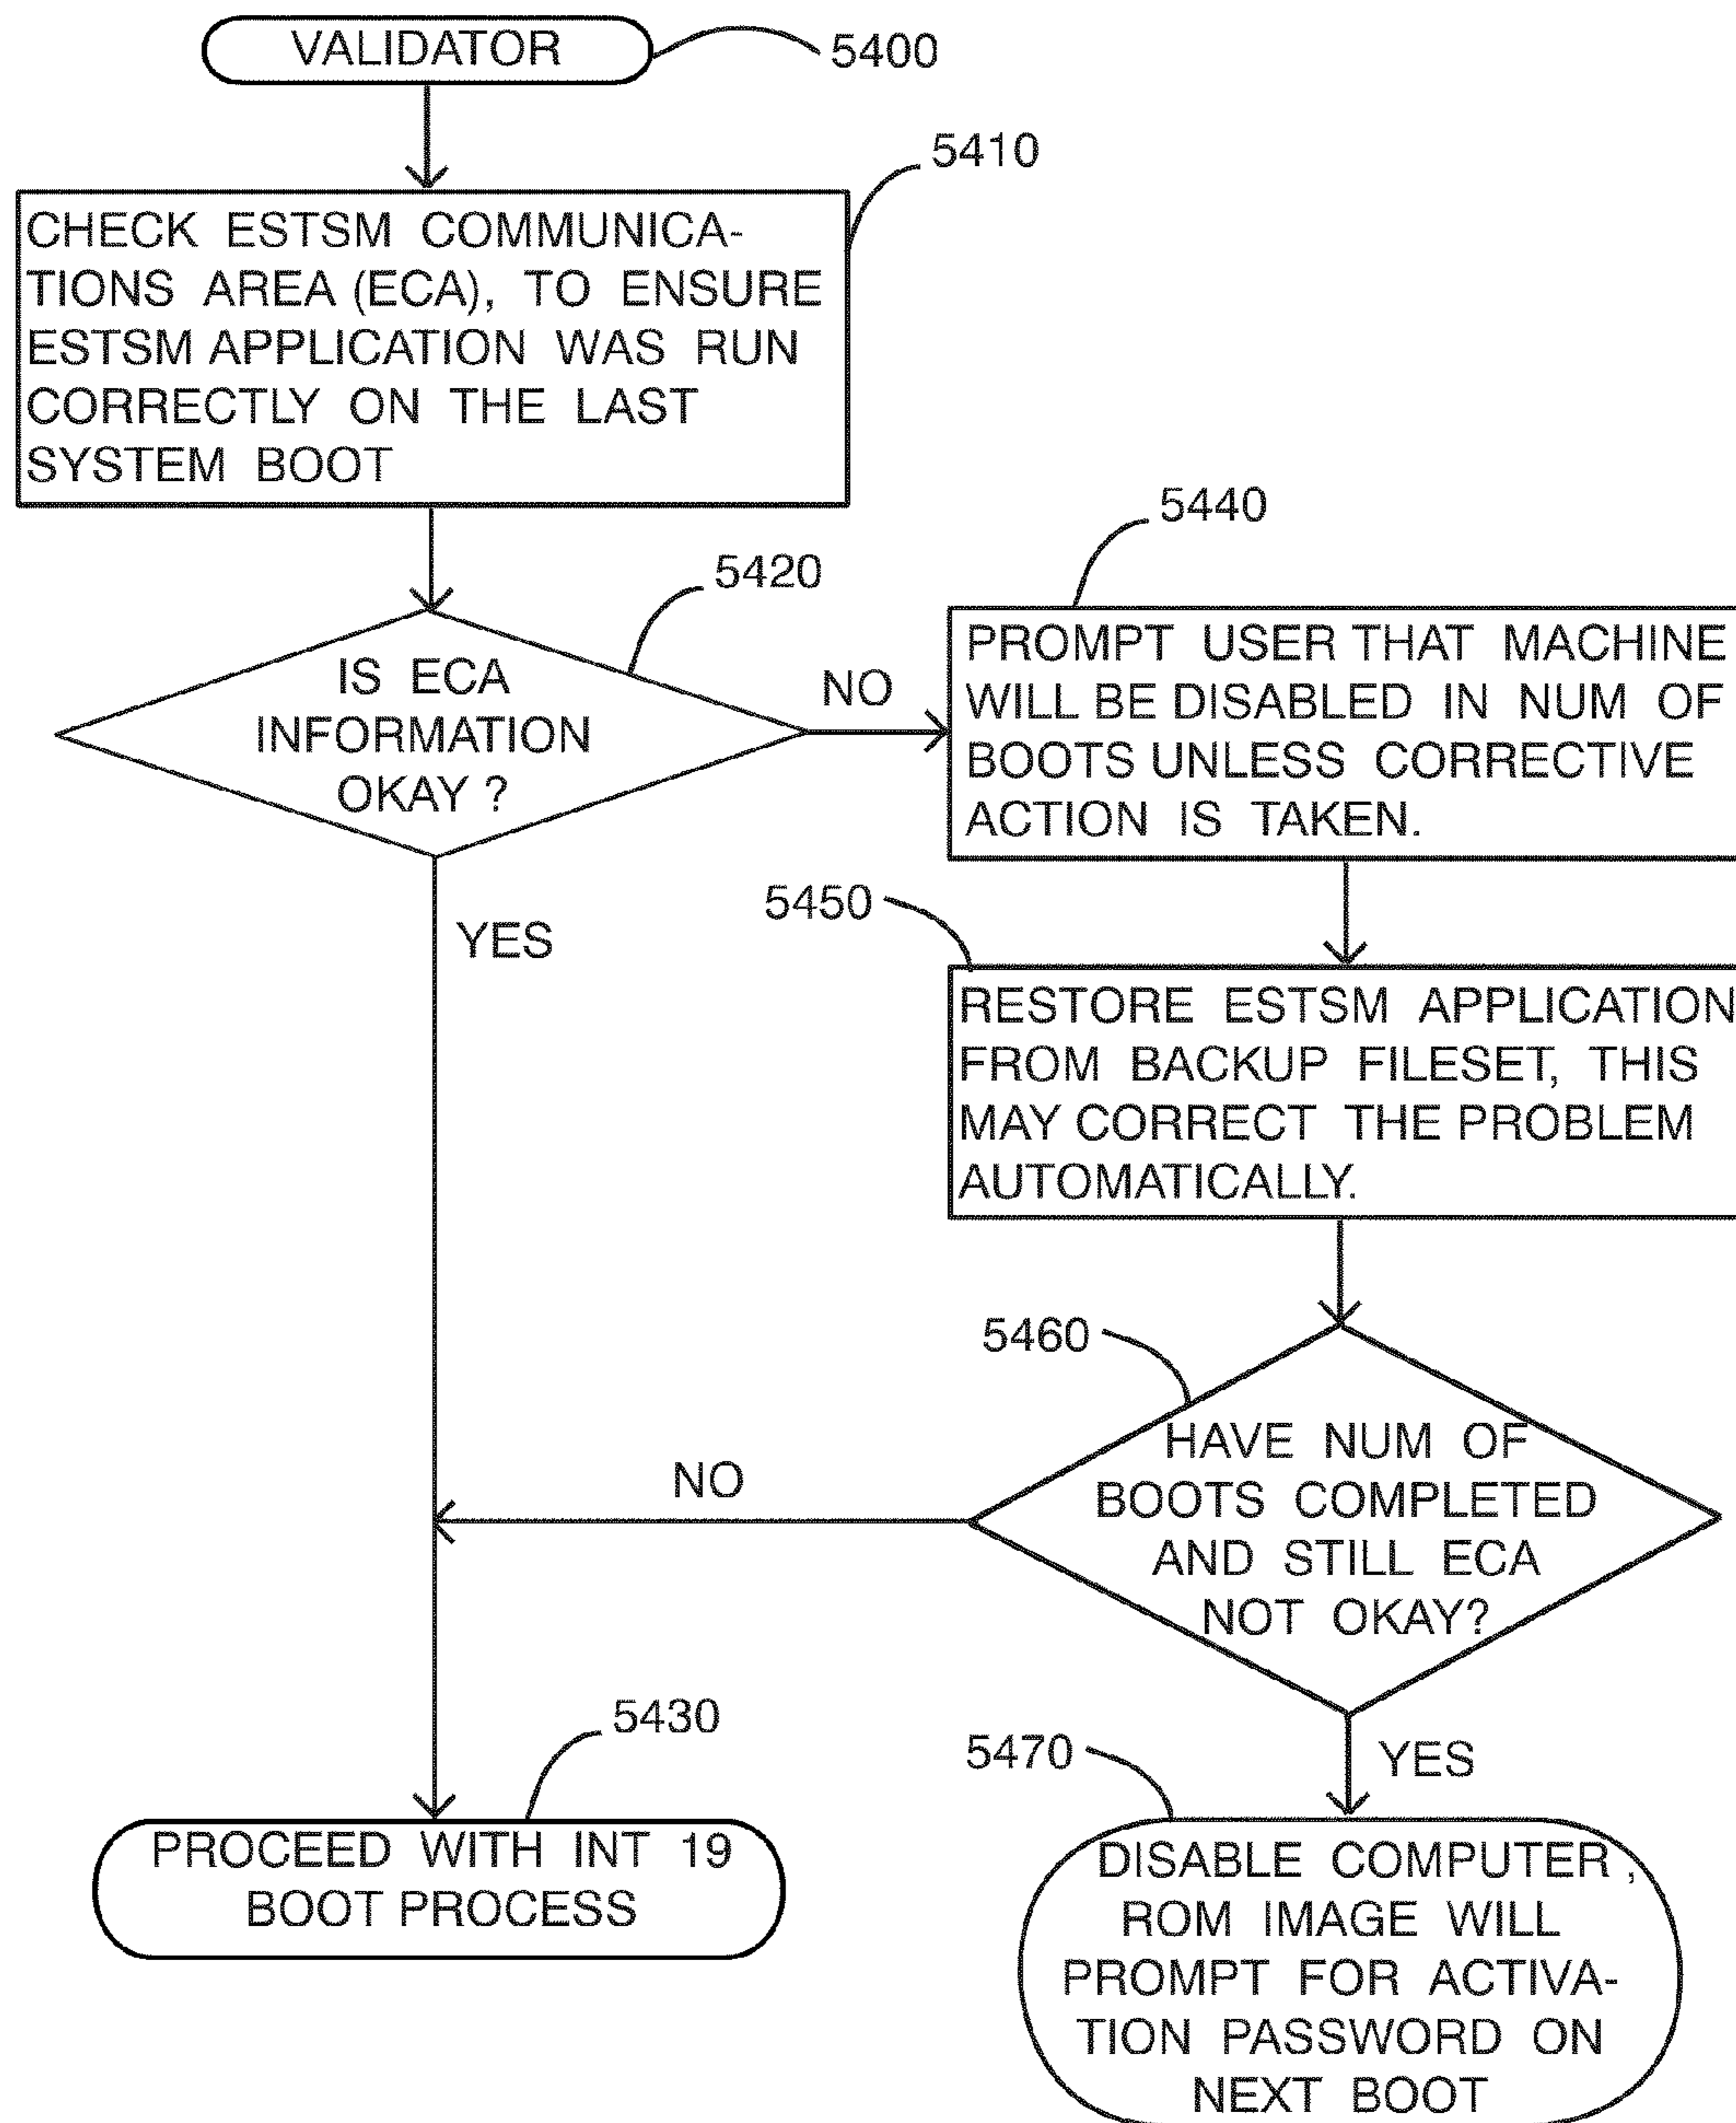 VALIDATOR
5400
5410
CHECK ESTSM COMMUNICA-
TIONS AREA (ECA), TO ENSURE
ESTSM APPLICATION WAS RUN
CORRECTLY ON THE LAST
SYSTEM BOOT
5420
IS ECA
INFORMATION
OKAY ?
NO
YES
5440
PROMPT USER THAT MACHINE
WILL BE DISABLED IN NUM OF
BOOTS UNLESS CORRECTIVE
ACTION IS TAKEN.
5450
RESTORE ESTSM APPLICATION
FROM BACKUP FILESET, THIS
MAY CORRECT THE PROBLEM
AUTOMATICALLY.
5460
HAVE NUM OF
BOOTS COMPLETED
AND STILL ECA
NOT OKAY?
NO
YES
5430
PROCEED WITH INT 19
BOOT PROCESS
5470
DISABLE COMPUTER ,
ROM IMAGE WILL
PROMPT FOR ACTIVA-
TION PASSWORD ON
NEXT BOOT